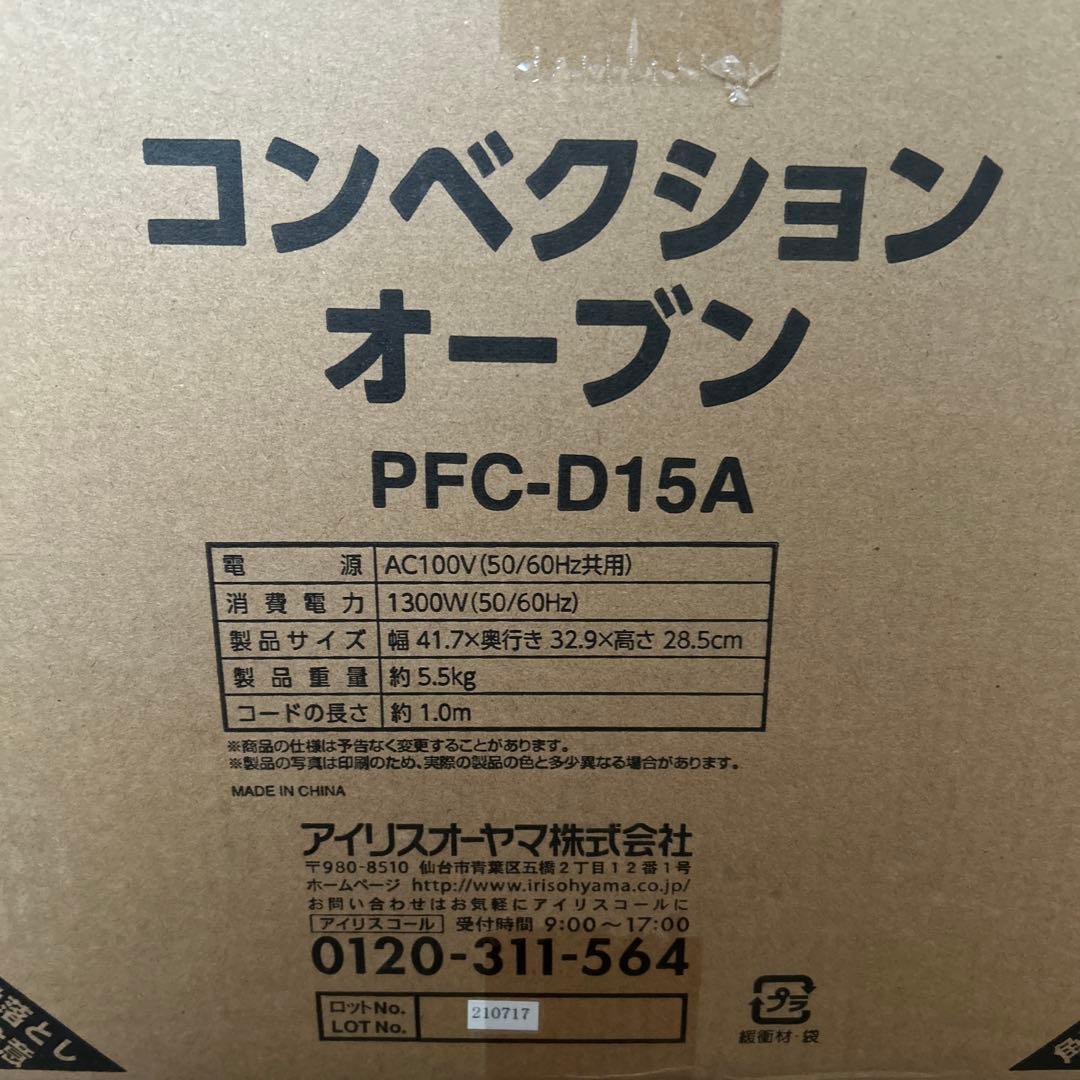 コンベクション
オーブン
PFC-D15A
電源 AC100V(50/60Hz共用)
消費電力 1300W(50/60Hz)
製品サイズ 幅 41.7×奥行き 32.9×高さ 28.5cm
製品重量 約 5.5kg
コードの長さ 約 1.0m
※商品の仕様は予告なく変更することがあります。
※製品の写真は印刷のため、実際の製品の色と多少異なる場合があります。
MADE IN CHINA
アイリスオーヤマ株式会社
〒980-8510 仙台市青葉区五橋2丁目12番1号
ホームページ http://www.irisohyama.co.jp/
お問い合わせはお気軽にアイリスコールに
アイリスコール 受付時間 9:00〜17:00
0120-311-564
ロットNo.
LOT No.
210717
プラ
緩衝材・袋
落とし
意
角